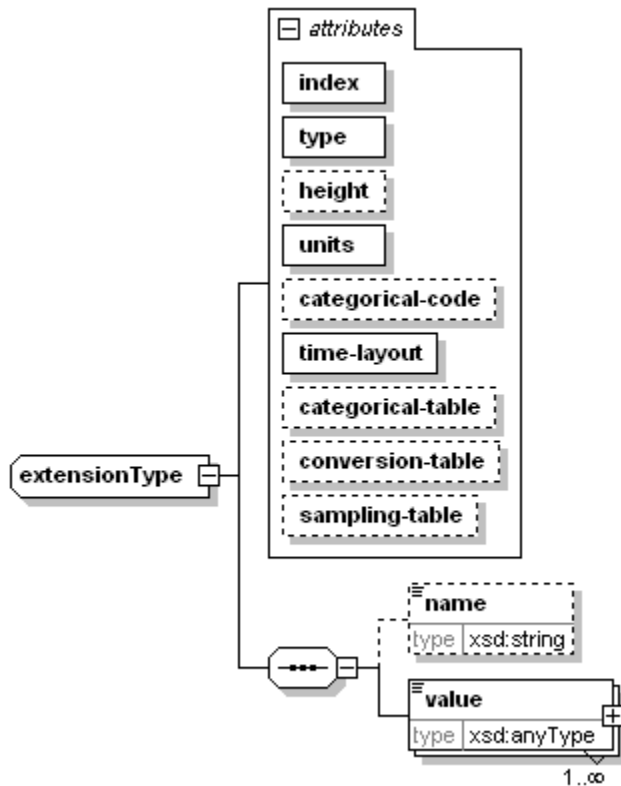 attributes
index
type
height
units
categorical-code
time-layout
categorical-table
conversion-table
sampling-table
extensionType
name
type xsd:string
value
type xsd:anyType
1..∞